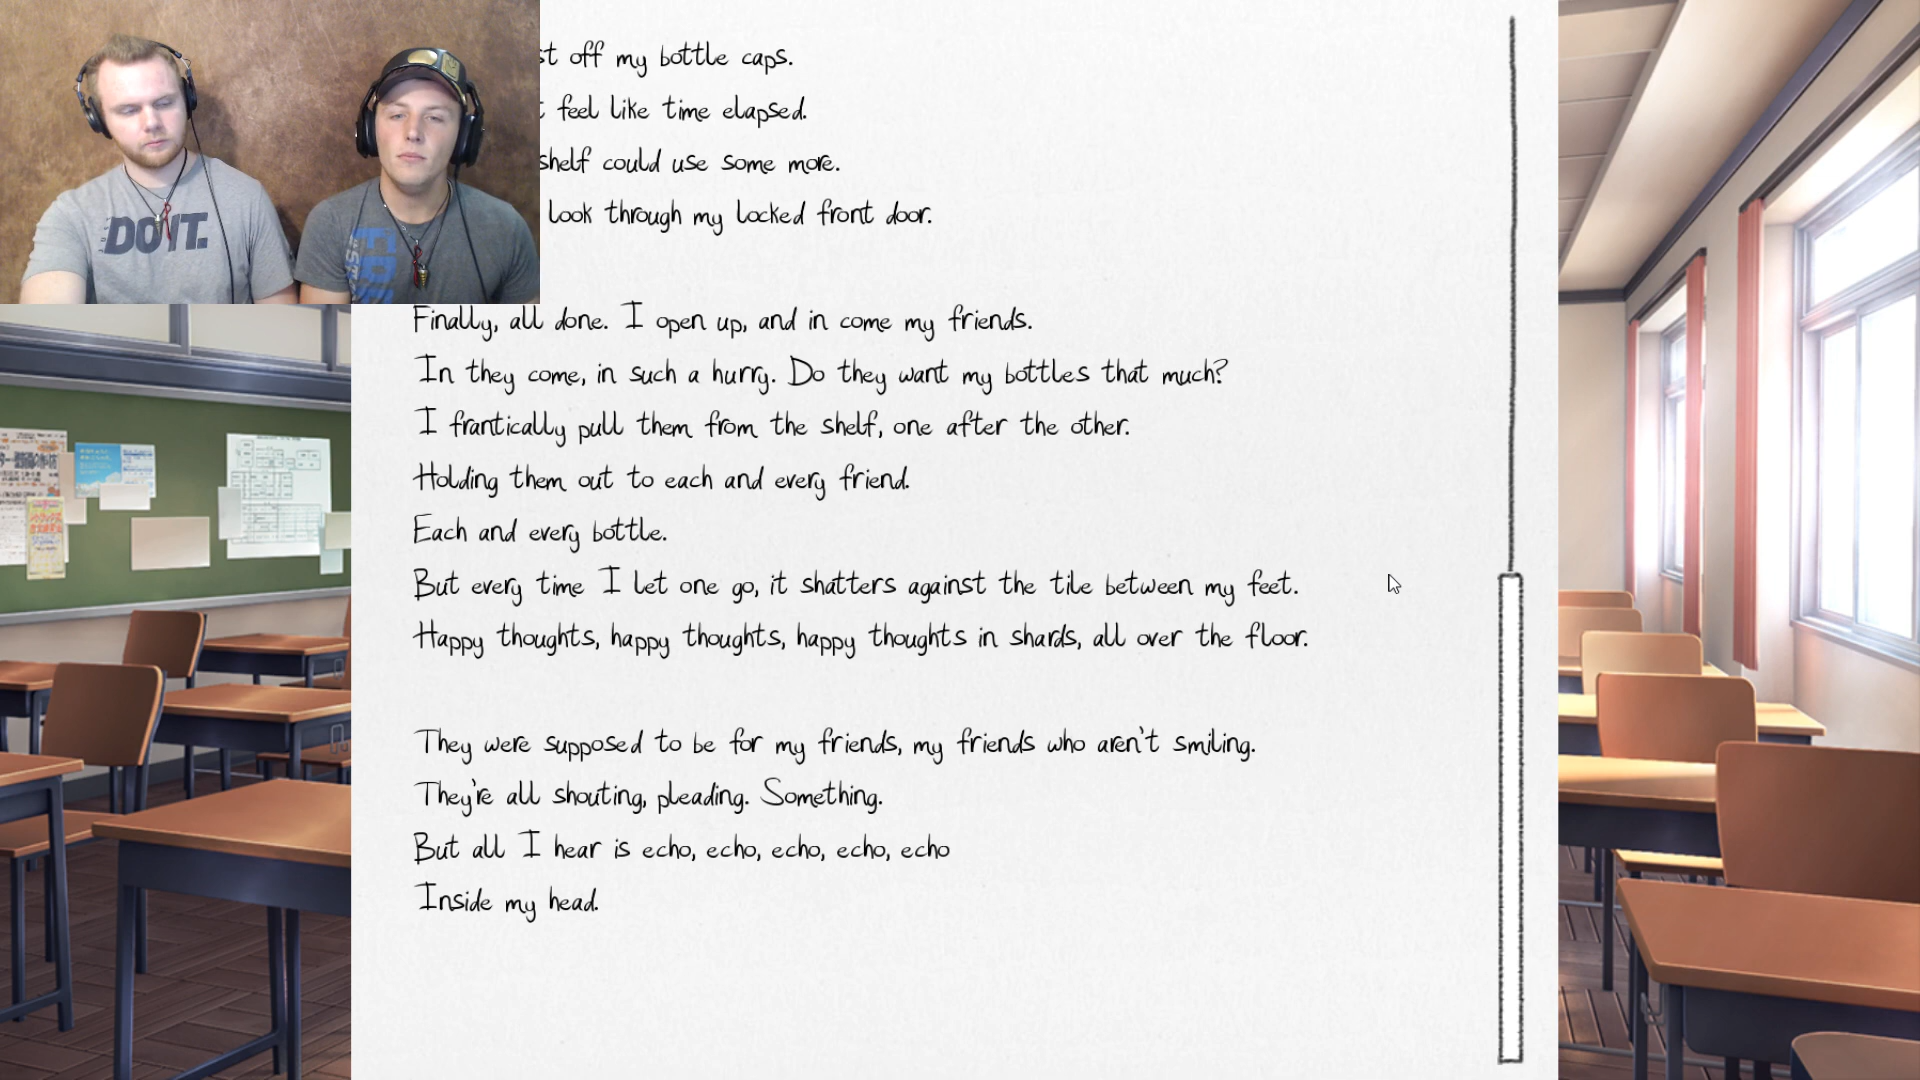 DO IT.
off my bottle caps.
feel like time elapsed.
shelf could use some more.
look through my locked front door.
Finally, all done. I open up, and in come my friends.
In they come, in such a hurry. Do they want my bottles that much?
I frantically pull them from the shelf, one after the other.
Holding them out to each and every friend.
Each and every bottle.
But every time I let one go, it shatters against the tile between my feet.
Happy thoughts, happy thoughts, happy thoughts in shards, all over the floor.
They were supposed to be for my friends, my friends who aren't smiling.
They're all shouting, pleading. Something.
But all I hear is echo, echo, echo, echo, echo
Inside my head.